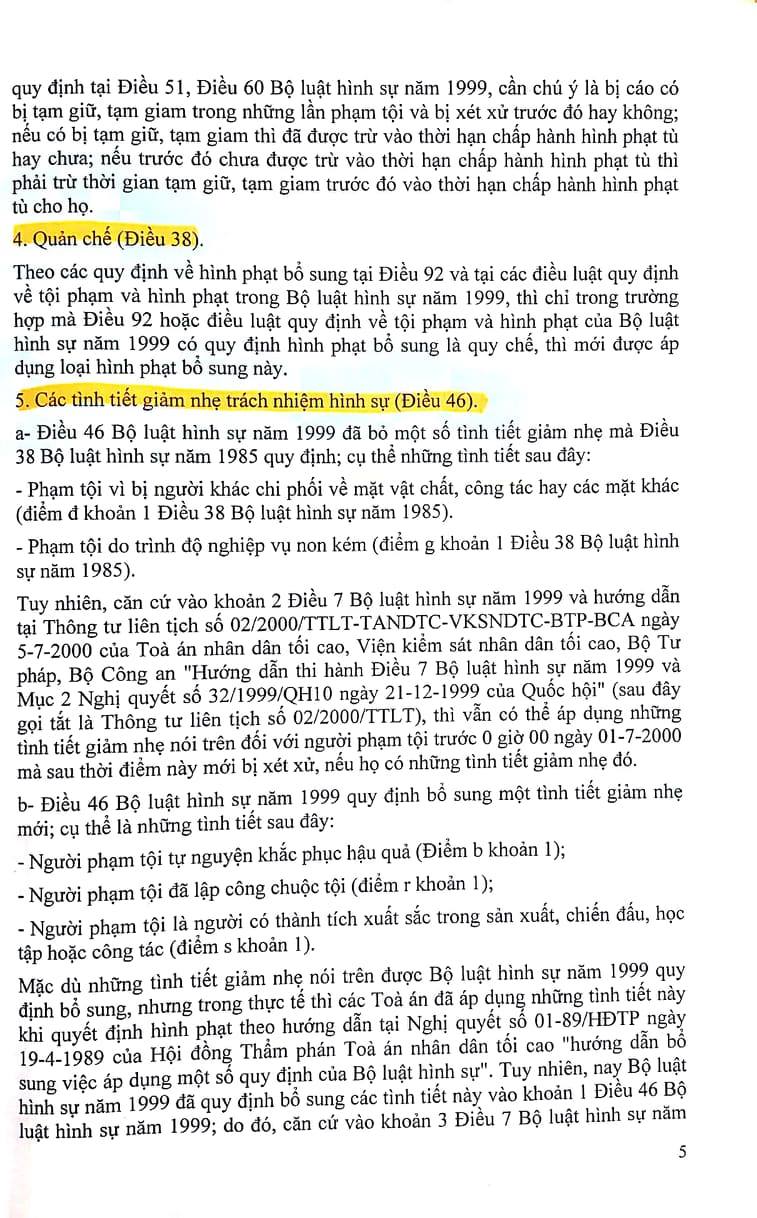 quy định tại Điều 51, Điều 60 Bộ luật hình sự năm 1999, cần chú ý là bị cáo có
bị tạm giữ, tạm giam trong những lần phạm tội và bị xét xử trước đó hay không;
nếu có bị tạm giữ, tạm giam thì đã được trừ vào thời hạn chấp hành hình phạt tù
hay chưa; nếu trước đó chưa được trừ vào thời hạn chấp hành hình phạt tù thì
phải trừ thời gian tạm giữ, tạm giam trước đó vào thời hạn chấp hành hình phạt
tù cho họ.
4. Quản chế (Điều 38).
Theo các quy định về hình phạt bổ sung tại Điều 92 và tại các điều luật quy định
về tội phạm và hình phạt trong Bộ luật hình sự năm 1999, thì chỉ trong trường
hợp mà Điều 92 hoặc điều luật quy định về tội phạm và hình phạt của Bộ luật
hình sự năm 1999 có quy định hình phạt bổ sung là quy chế, thì mới được áp
dụng loại hình phạt bổ sung này.
5. Các tình tiết giảm nhẹ trách nhiệm hình sự (Điều 46).
a- Điều 46 Bộ luật hình sự năm 1999 đã bỏ một số tình tiết giảm nhẹ mà Điều
38 Bộ luật hình sự năm 1985 quy định; cụ thể những tình tiết sau đây:
- Phạm tội vì bị người khác chi phối về mặt vật chất, công tác hay các mặt khác
(điểm đ khoản 1 Điều 38 Bộ luật hình sự năm 1985).
- Phạm tội do trình độ nghiệp vụ non kém (điểm g khoản 1 Điều 38 Bộ luật hình
sự năm 1985).
Tuy nhiên, căn cứ vào khoản 2 Điều 7 Bộ luật hình sự năm 1999 và hướng dẫn
tại Thông tư liên tịch số 02/2000/TTLT-TANDTC-VKSNDTC-BTP-BCA ngày
5-7-2000 của Toà án nhân dân tối cao, Viện kiểm sát nhân dân tối cao, Bộ Tư
pháp, Bộ Công an "Hướng dẫn thi hành Điều 7 Bộ luật hình sự năm 1999 và
Mục 2 Nghị quyết số 32/1999/QH10 ngày 21-12-1999 của Quốc hội" (sau đây
gọi tắt là Thông tư liên tịch số 02/2000/TTLT), thì vẫn có thể áp dụng những
tình tiết giảm nhẹ nói trên đối với người phạm tội trước 0 giờ 00 ngày 01-7-2000
mà sau thời điểm này mới bị xét xử, nếu họ có những tình tiết giảm nhẹ đó.
b- Điều 46 Bộ luật hình sự năm 1999 quy định bổ sung một tình tiết giảm nhẹ
mới; cụ thể là những tình tiết sau đây:
- Người phạm tội tự nguyện khắc phục hậu quả (Điểm b khoản 1);
- Người phạm tội đã lập công chuộc tội (điểm r khoản 1);
- Người phạm tội là người có thành tích xuất sắc trong sản xuất, chiến đấu, học
tập hoặc công tác (điểm s khoản 1).
Mặc dù những tình tiết giảm nhẹ nói trên được Bộ luật hình sự năm 1999 quy
định bổ sung, nhưng trong thực tế thì các Toà án đã áp dụng những tình tiết này
khi quyết định hình phạt theo hướng dẫn tại Nghị quyết số 01-89/HĐTP ngày
19-4-1989 của Hội đồng Thẩm phán Toà án nhân dân tối cao "hướng dẫn bổ
sung việc áp dụng một số quy định của Bộ luật hình sự". Tuy nhiên, nay Bộ luật
hình sự năm 1999 đã quy định bổ sung các tình tiết này vào khoản 1 Điều 46 Bộ
luật hình sự năm 1999; do đó, căn cứ vào khoản 3 Điều 7 Bộ luật hình sự năm
5